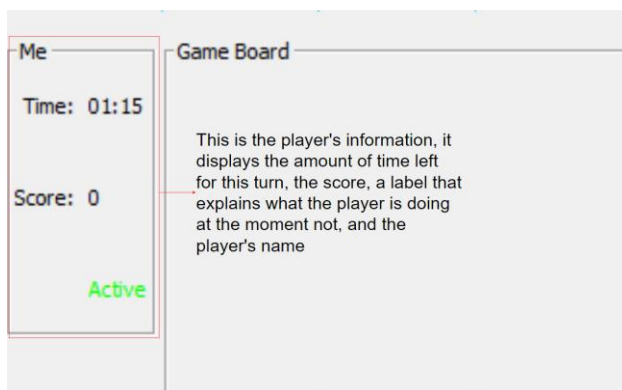 Me
Time: 01:15
Score: 0
Active
Game Board
This is the player's information, it
displays the amount of time left
for this turn, the score, a label that
explains what the player is doing
at the moment not, and the
player's name